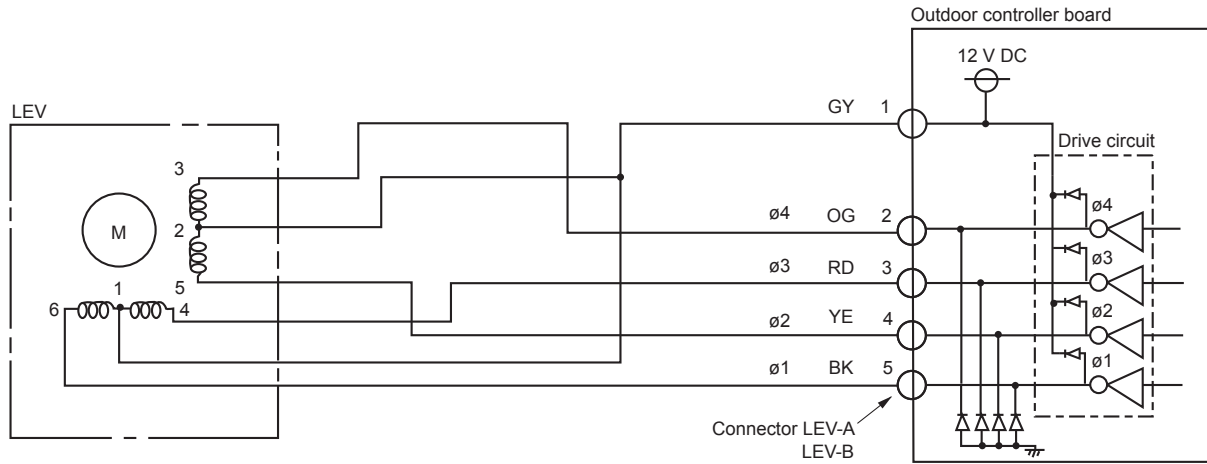 Outdoor controller board
12 V DC
LEV
GY 1
Drive circuit
3
ø4
ø4 OG 2
M
2
ø3
ø3 RD 3
5
1
6
4
ø2
ø2 YE 4
ø1
ø1 BK 5
Connector LEV-A
LEV-B